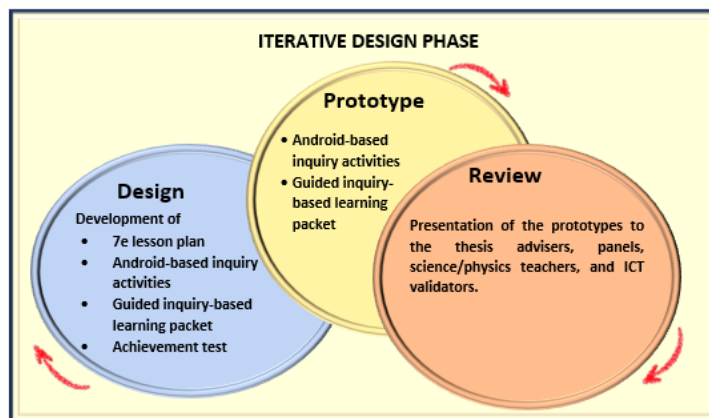 ITERATIVE DESIGN PHASE
Design
Development of
• 7e lesson plan
• Android-based inquiry
activities
• Guided inquiry-based
learning packet
• Achievement test
Prototype
• Android-based
inquiry activities
• Guided inquiry-
based learning
packet
Review
Presentation of the prototypes to
the thesis advisers, panels,
science/physics teachers, and ICT
validators.